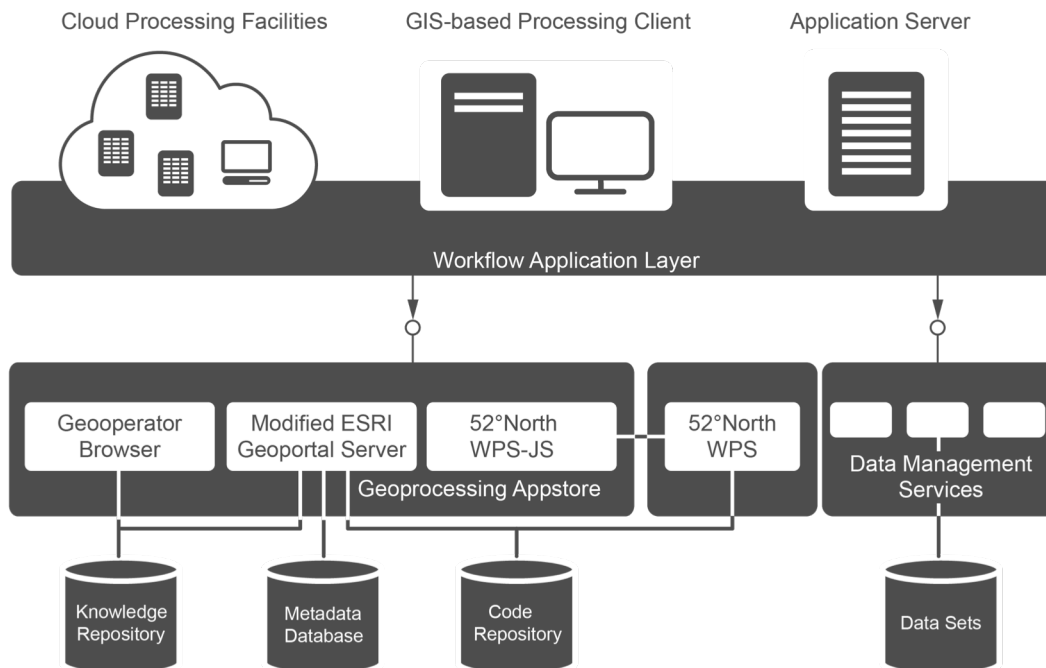 Cloud Processing Facilities
GIS-based Processing Client
Application Server
Workflow Application Layer
Geooperator
Browser
Modified ESRI
Geoportal Server
52°North
WPS-JS
52°North
WPS
Geoprocessing Appstore
Data Management
Services
Knowledge
Repository
Metadata
Database
Code
Repository
Data Sets